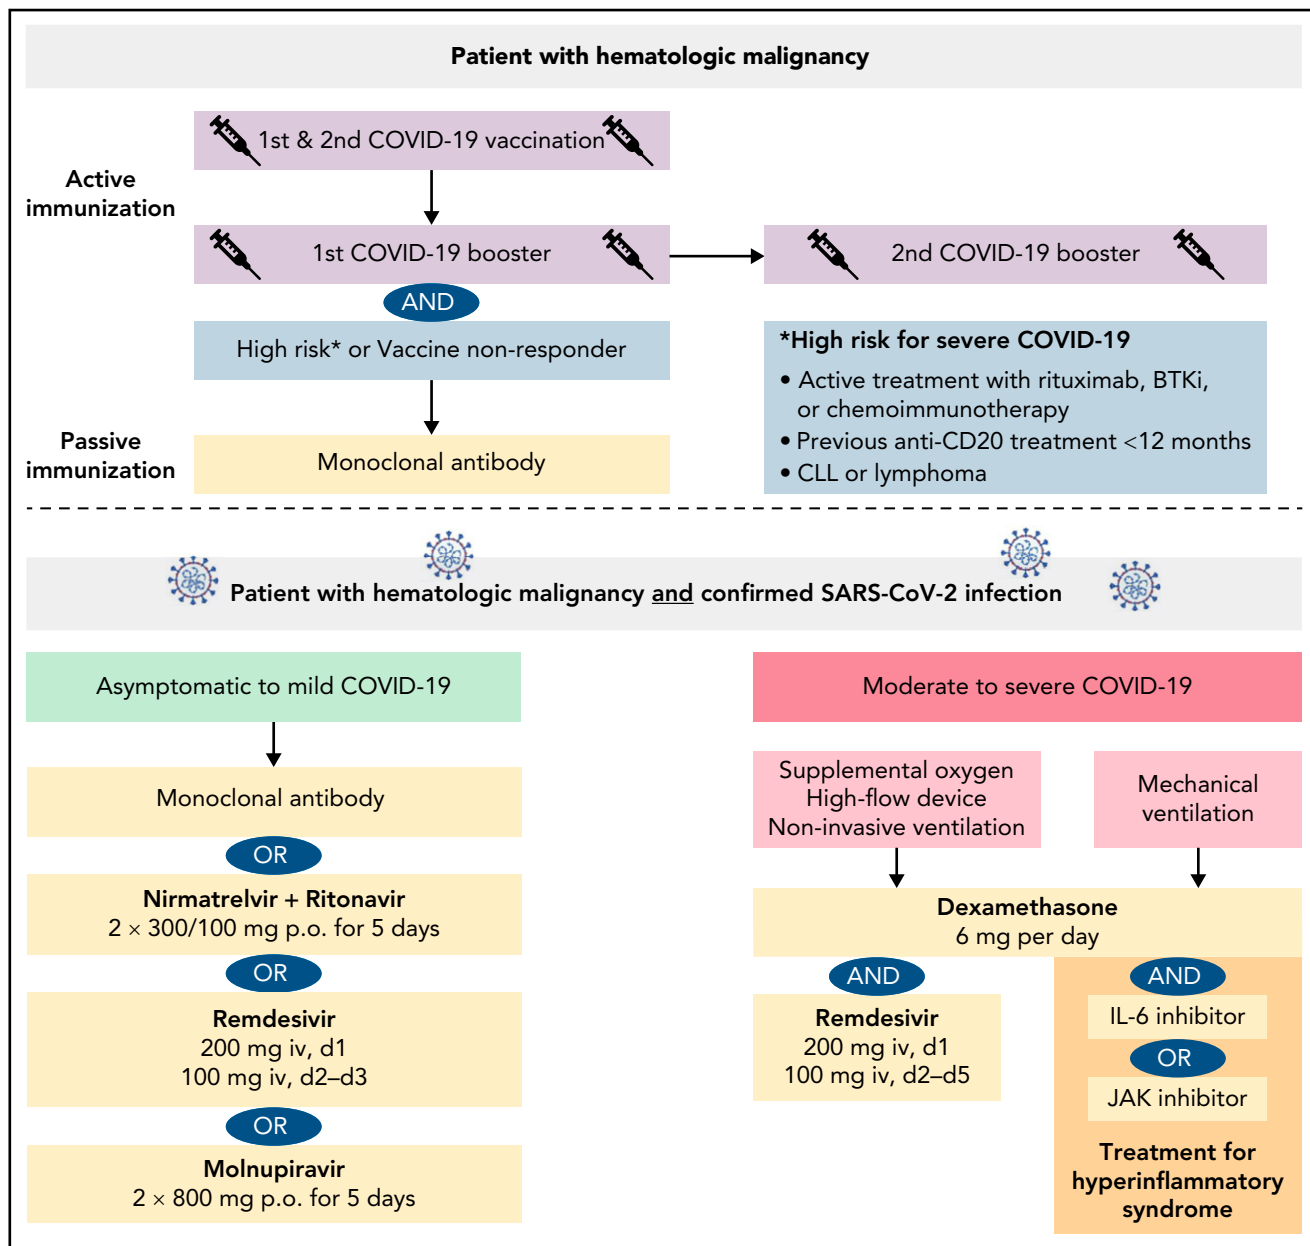 Patient with hematologic malignancy
Active
immunization
1st & 2nd COVID-19 vaccination
1st COVID-19 booster
2nd COVID-19 booster
AND
High risk* or Vaccine non-responder
Passive
immunization
Monoclonal antibody
*High risk for severe COVID-19
• Active treatment with rituximab, BTKi,
or chemoimmunotherapy
• Previous anti-CD20 treatment <12 months
• CLL or lymphoma
Patient with hematologic malignancy and confirmed SARS-CoV-2 infection
Asymptomatic to mild COVID-19
Monoclonal antibody
OR
Nirmatrelvir + Ritonavir
2 × 300/100 mg p.o. for 5 days
OR
Remdesivir
200 mg iv, d1
100 mg iv, d2–d3
OR
Molnupiravir
2 × 800 mg p.o. for 5 days
Moderate to severe COVID-19
Supplemental oxygen
High-flow device
Non-invasive ventilation
Mechanical
ventilation
Dexamethasone
6 mg per day
AND
Remdesivir
200 mg iv, d1
100 mg iv, d2–d5
AND
IL-6 inhibitor
OR
JAK inhibitor
Treatment for
hyperinflammatory
syndrome